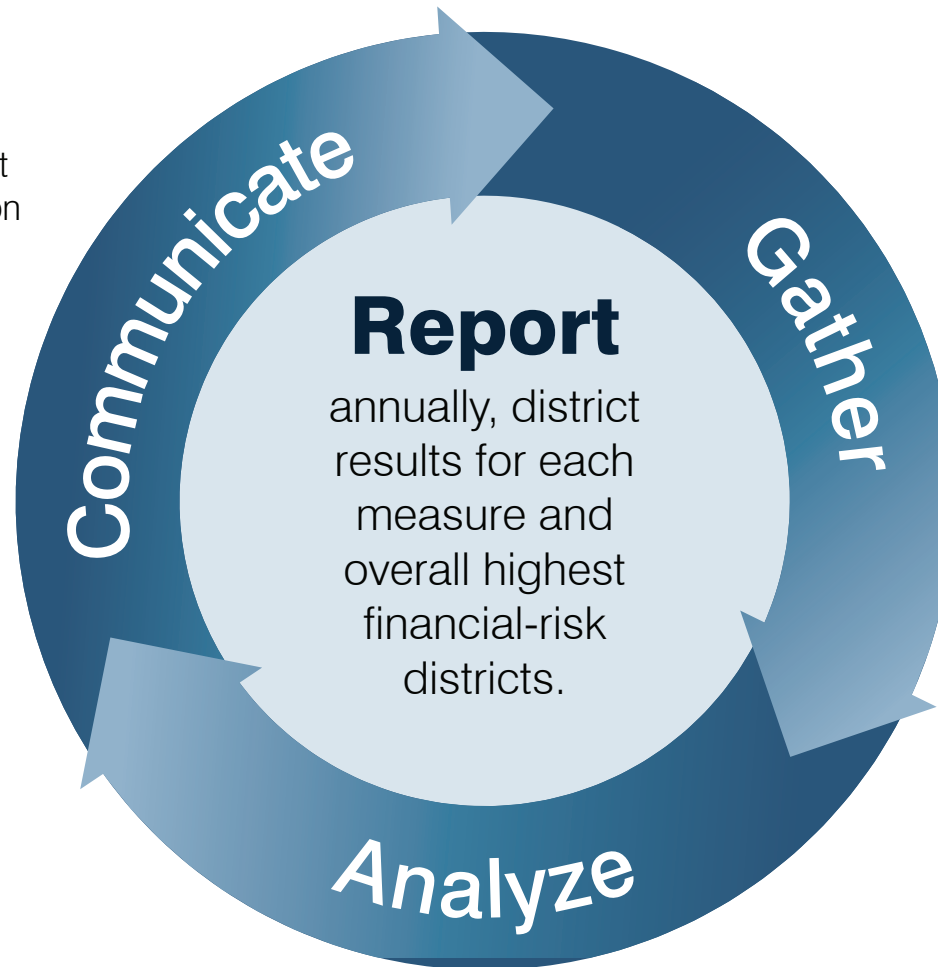 Communicate
Gather
Report
annually, district
results for each
measure and
overall highest
financial-risk
districts.
Analyze